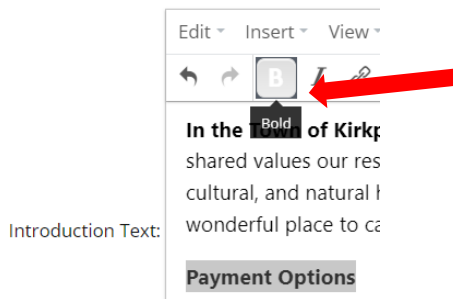 Edit Insert View
B I
Bold
In the Town of Kirkp
shared values our res
cultural, and natural h
wonderful place to ca
Introduction Text:
Payment Options